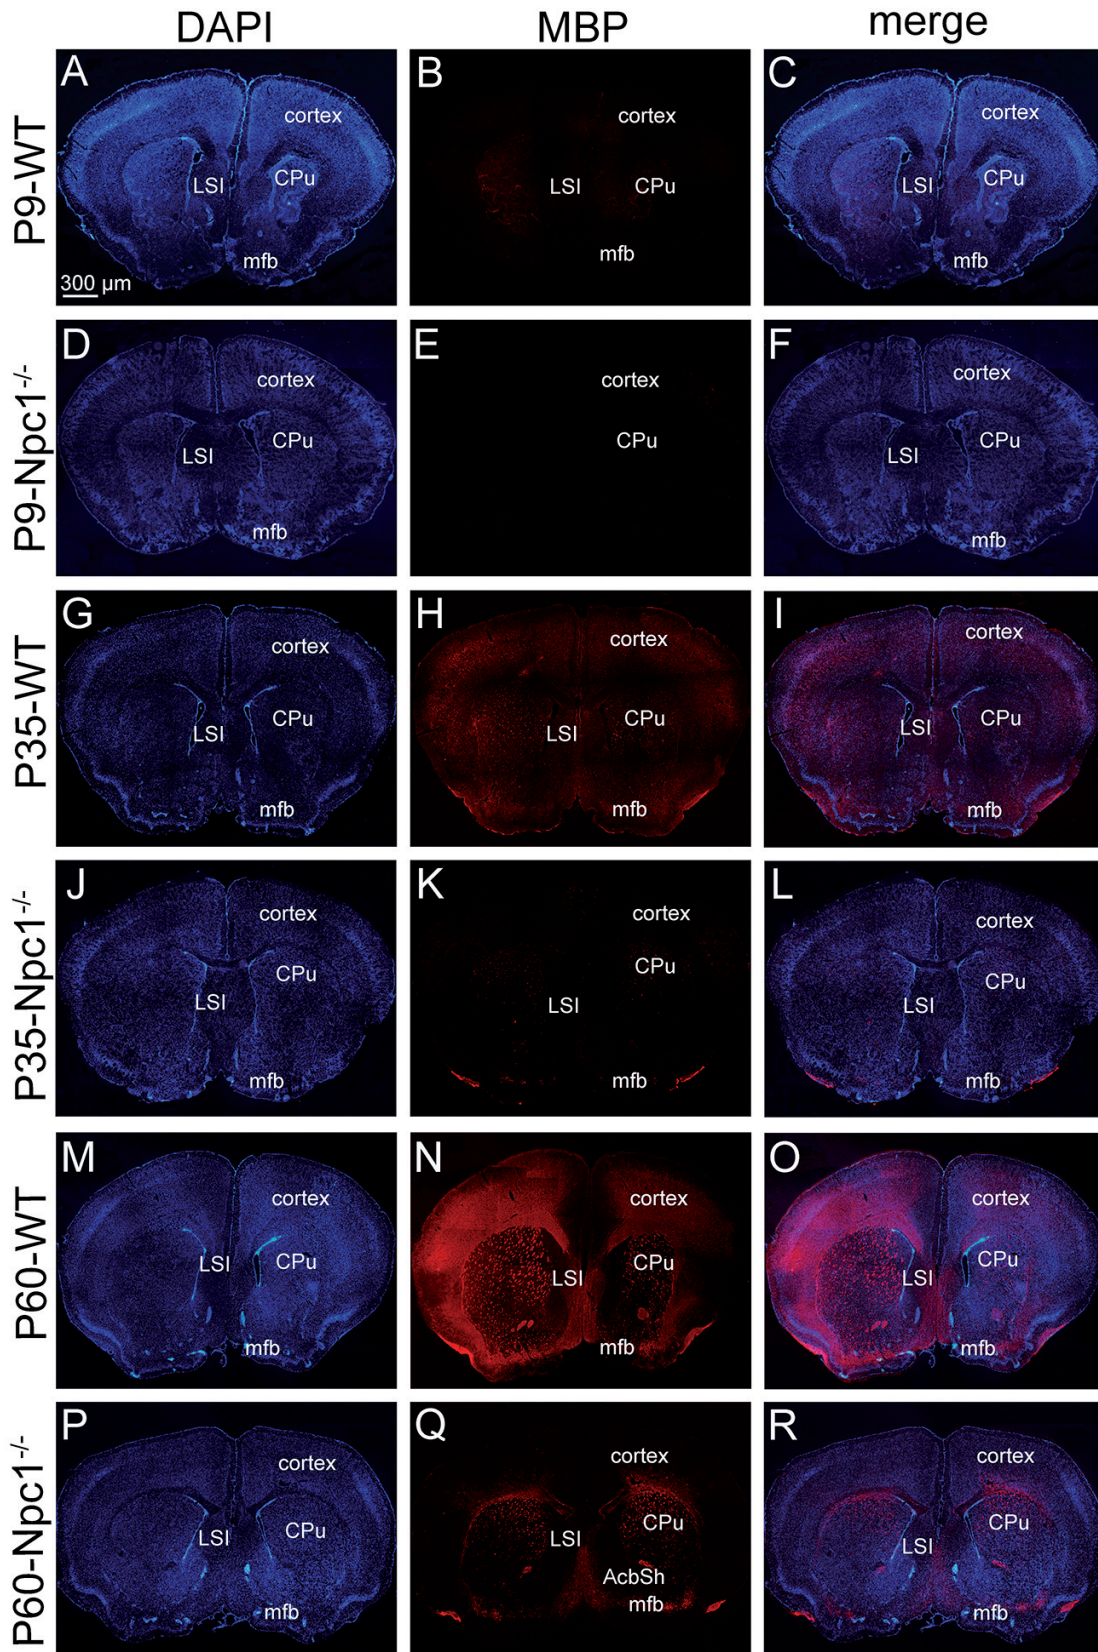 DAPI
MBP
merge
P9-WT
A
cortex
LSI
CPu
mfb
300 µm
B
cortex
LSI
CPu
mfb
C
cortex
LSI
CPu
mfb
P9-Npc1-/-
D
cortex
CPu
LSI
mfb
E
cortex
CPu
F
cortex
CPu
LSI
mfb
P35-WT
G
cortex
CPu
LSI
mfb
H
cortex
CPu
LSI
mfb
I
cortex
CPu
LSI
mfb
P35-Npc1-/-
J
cortex
CPu
LSI
mfb
K
cortex
CPu
LSI
mfb
L
cortex
CPu
LSI
mfb
P60-WT
M
cortex
CPu
LSI
mfb
N
cortex
CPu
LSI
mfb
O
cortex
CPu
LSI
mfb
P60-Npc1-/-
P
cortex
CPu
LSI
mfb
Q
cortex
CPu
LSI
AcbSh
mfb
R
cortex
CPu
LSI
mfb